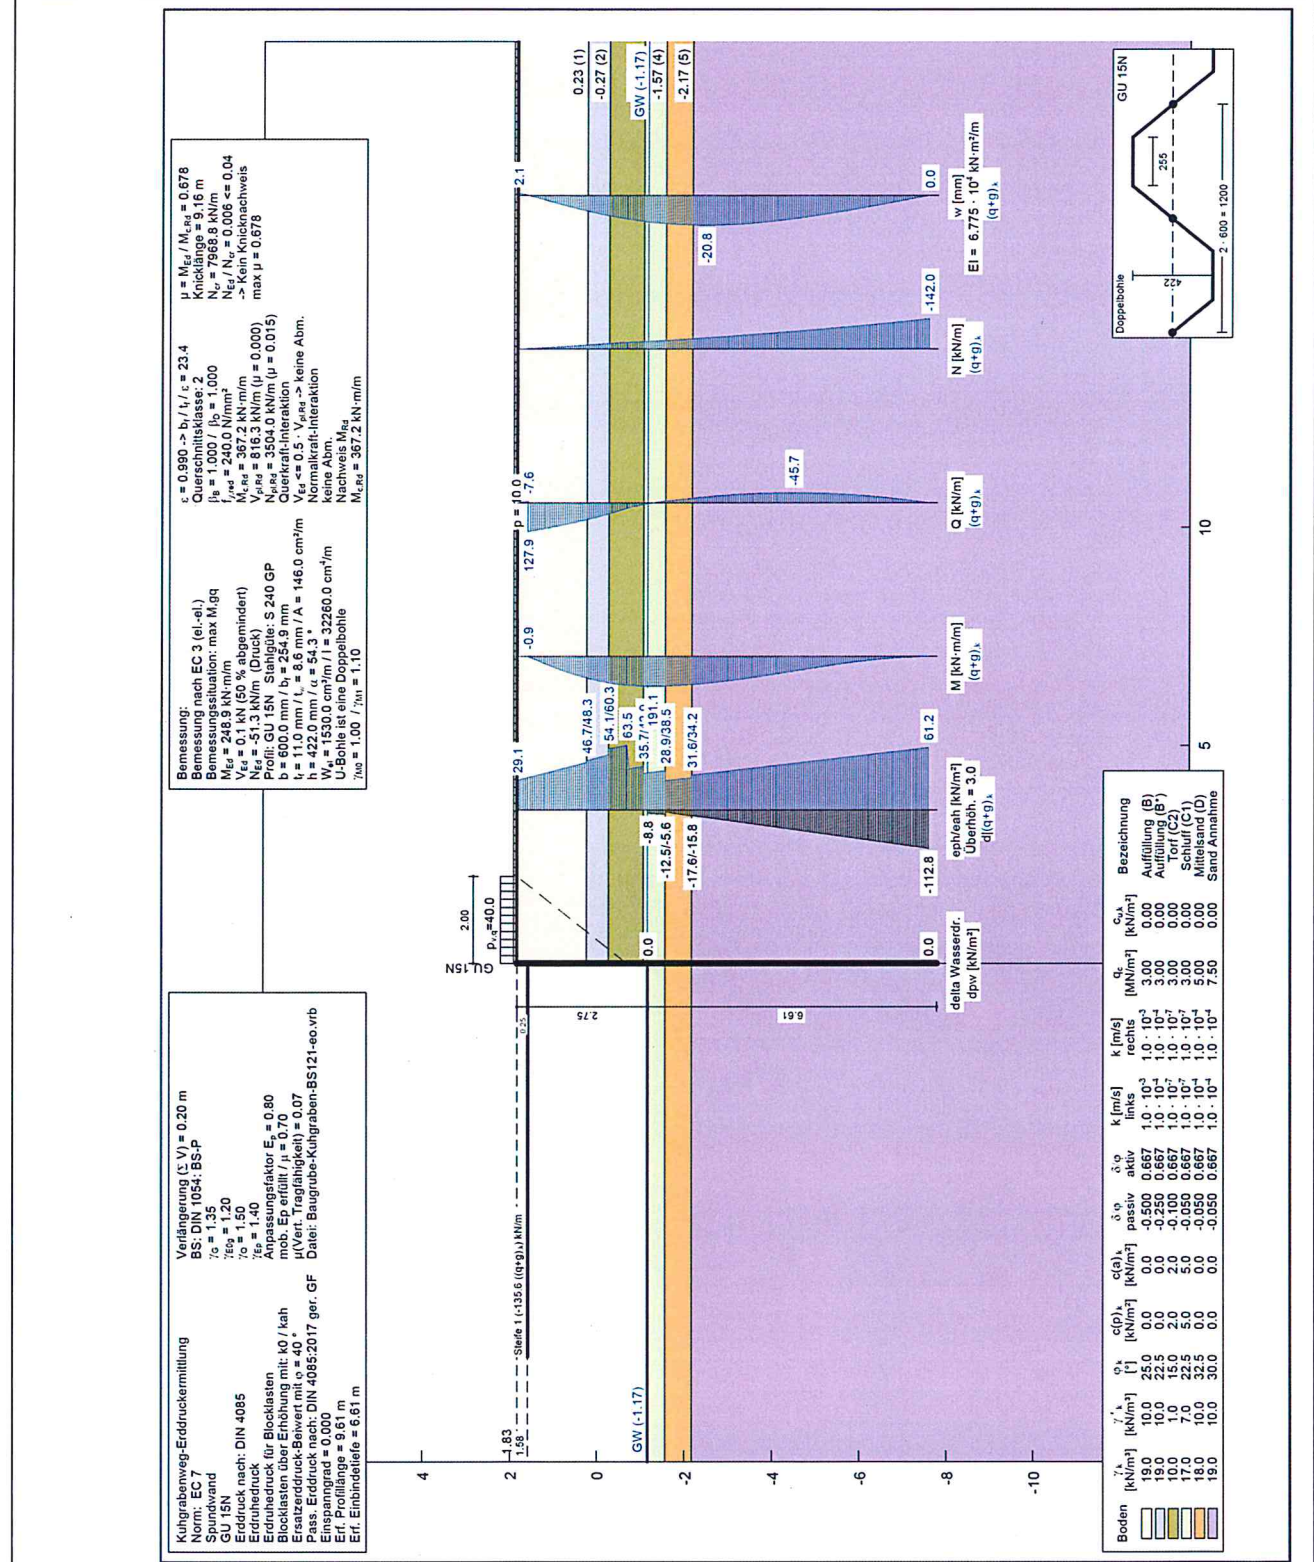 Kuhgrabenweg-Erddruckermittlung
Norm: EC 7
Spundwand
GU 15N
Erddruck nach: DIN 4085
Erdruhedruck
Erdruhedruck für Blocklasten
Blocklasten über Erhöhung mit: k0 / kah
Ersatzerddruck-Beiwert mit φ = 40 °
Pass. Erddruck nach: DIN 4085:2017 ger. GF
Einspanngrad = 0.000
Erf. Profillänge = 9.61 m
Erf. Einbindetiefe = 6.61 m
Verlängerung (Σ V) = 0.20 m
BS: DIN 1054: BS-P
γG = 1.35
γE0g = 1.20
γQ = 1.50
γEp = 1.40
Anpassungsfaktor Ep = 0.80
mob. Ep erfüllt / μ = 0.70
μ(Vert. Tragfähigkeit) = 0.07
Datei: Baugrube-Kuhgraben-BS121-eo.vrb
Bemessung:
Bemessung nach EC 3 (el.-el.)
Bemessungssituation: max M,gq
MEd = 248.9 kN·m/m
VEd = 0.1 kN (50 % abgemindert)
NEd = -51.3 kN/m (Druck)
Profil: GU 15N   Stahlgüte: S 240 GP
b = 600.0 mm / bf = 254.9 mm
tf = 11.0 mm / tw = 8.6 mm / A = 146.0 cm²/m
h = 422.0 mm / α = 54.3 °
Wel = 1530.0 cm³/m / I = 32260.0 cm⁴/m
U-Bohle ist eine Doppelbohle
γM0 = 1.00 / γM1 = 1.10
ε = 0.990 -> bf / tf / ε = 23.4
Querschnittsklasse: 2
βB = 1.000 / βD = 1.000
fy,red = 240.0 N/mm²
Mc,Rd = 367.2 kN·m/m
Vpl,Rd = 816.3 kN/m (μ = 0.000)
Npl,Rd = 3504.0 kN/m (μ = 0.015)
Querkraft-Interaktion
VEd <= 0.5 · Vpl,Rd -> keine Abm.
Normalkraft-Interaktion
keine Abm.
Nachweis MRd
Mc,Rd = 367.2 kN·m/m
μ = MEd / Mc,Rd = 0.678
Knicklänge = 9.16 m
Ncr = 7968.8 kN/m
NEd / Ncr = 0.006 <= 0.04
-> Kein Knicknachweis
max μ = 0.678
4
2
0
-2
-4
-6
-8
-10
5
10
1.83
1.58
Steife 1 (-135.6 ((q+g)k) kN/m
GW (-1.17)
0.25
2.75
6.61
GU 15N
pv,q=40.0
2.00
0.0
0.0
delta Wasserdr.
dpw [kN/m²]
29.1
46.7/48.3
54.1/60.3
63.5
191.1
28.9/38.5
31.6/34.2
61.2
-8.8
-12.5/-5.6
-17.6/-15.8
-112.8
eph/eah [kN/m²]
Überhöh. = 3.0
d|(q+g)k
-0.9
M [kN·m/m]
(q+g)k
127.9
p = 10.0
-7.6
-45.7
Q [kN/m]
(q+g)k
-142.0
N [kN/m]
(q+g)k
2.1
-20.8
0.0
w [mm]
EI = 6.775 · 10⁴ kN·m²/m
(q+g)k
0.23 (1)
-0.27 (2)
GW (-1.17)
-1.57 (4)
-2.17 (5)
Boden γk [kN/m³] γ'k [kN/m³] φk [°] c(p)k [kN/m²] c(a)k [kN/m²] δ/φ passiv δ/φ aktiv k [m/s] links k [m/s] rechts qc [MN/m²] cu,k [kN/m²] Bezeichnung
19.0 10.0 25.0 0.0 0.0 -0.500 0.667 1.0 · 10⁻³ 1.0 · 10⁻³ 3.00 0.00 Auffüllung (B)
19.0 10.0 22.5 0.0 0.0 -0.250 0.667 1.0 · 10⁻⁴ 1.0 · 10⁻⁴ 3.00 0.00 Auffüllung (B*)
10.0 1.0 15.0 2.0 2.0 -0.100 0.667 1.0 · 10⁻⁷ 1.0 · 10⁻⁷ 3.00 0.00 Torf (C2)
17.0 7.0 22.5 5.0 5.0 -0.050 0.667 1.0 · 10⁻⁷ 1.0 · 10⁻⁷ 3.00 0.00 Schluff (C1)
18.0 10.0 32.5 0.0 0.0 -0.050 0.667 1.0 · 10⁻⁴ 1.0 · 10⁻⁴ 5.00 0.00 Mittelsand (D)
19.0 10.0 30.0 0.0 0.0 -0.050 0.667 1.0 · 10⁻⁴ 1.0 · 10⁻⁴ 7.50 0.00 Sand Annahme
Doppelbohle
GU 15N
422
255
2 · 600 = 1200